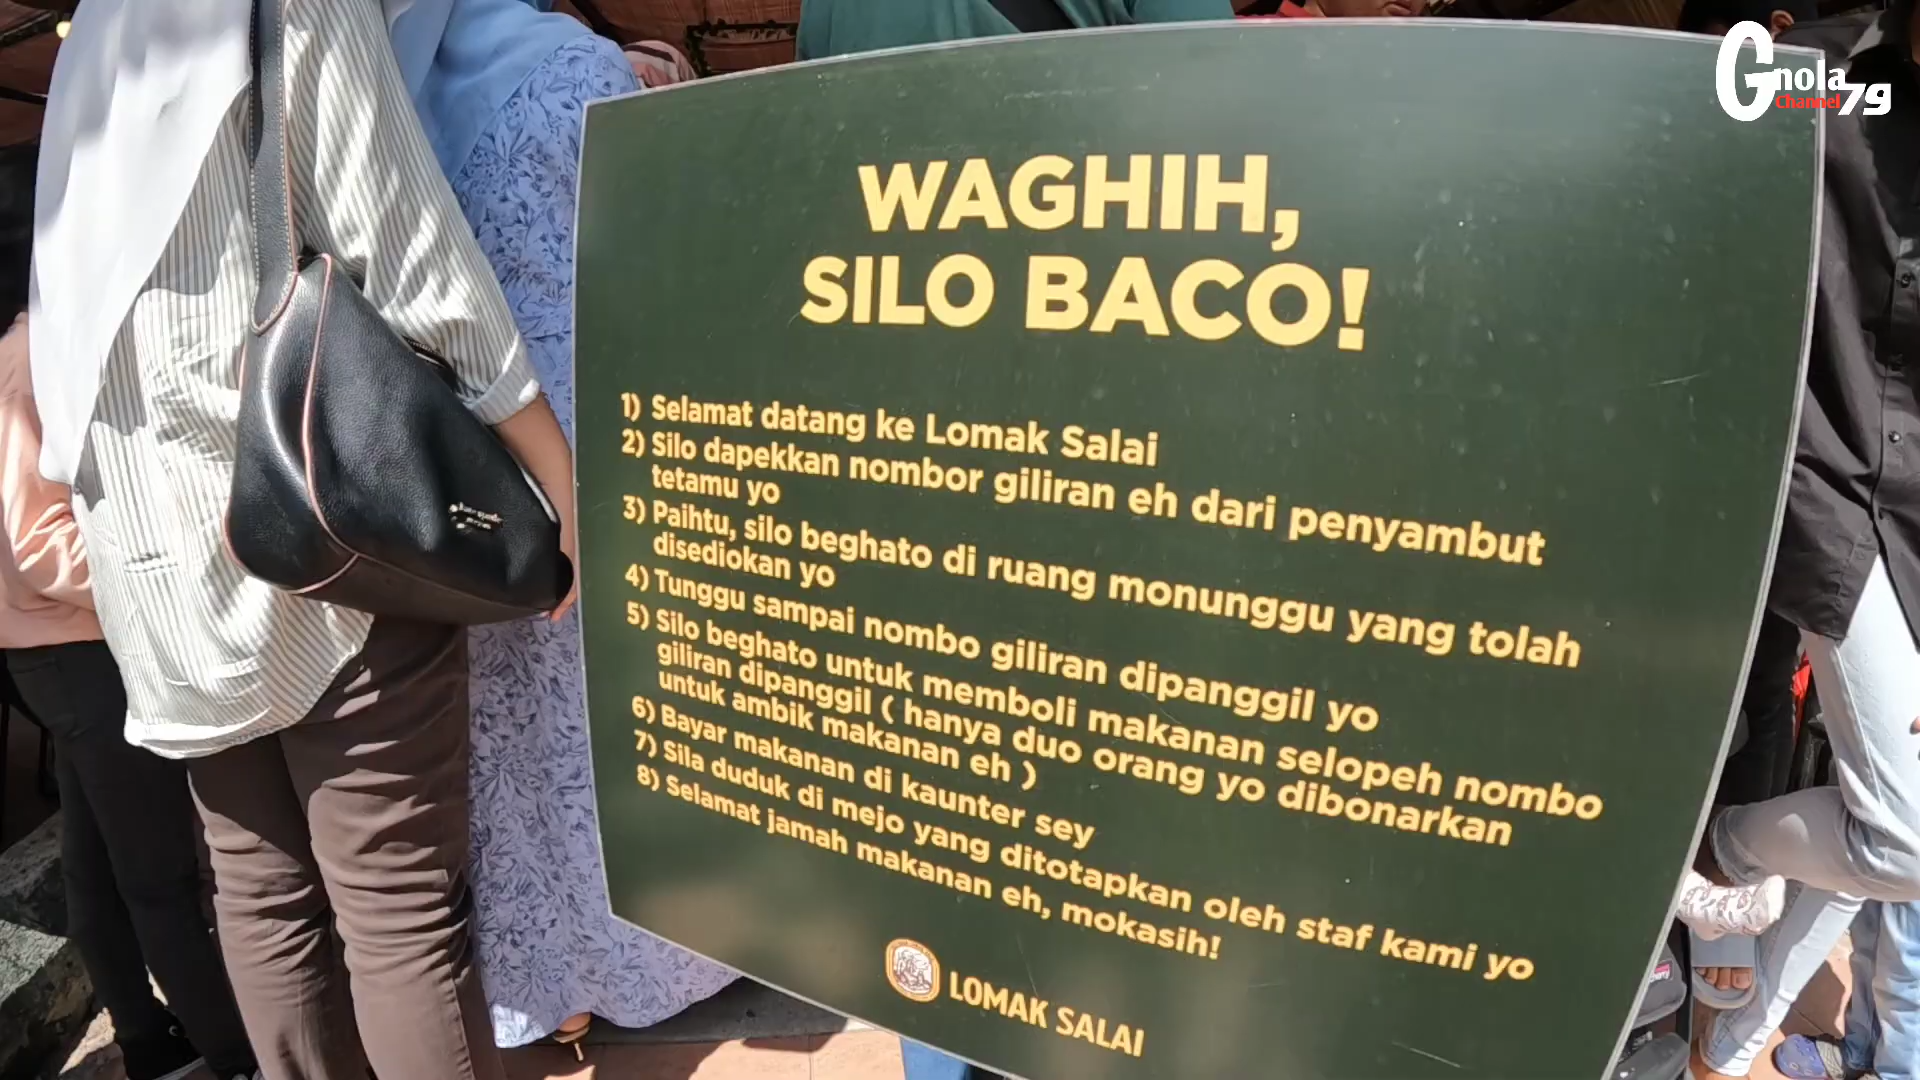 Gnola
Channel 79
WAGHIH,
SILO BACO!
1) Selamat datang ke Lomak Salai
2) Silo dapekkan nombor giliran eh dari penyambut
tetamu yo
3) Paihtu, silo beghato di ruang monunggu yang tolah
disediokan yo
4) Tunggu sampai nombo giliran dipanggil yo
5) Silo beghato untuk memboli makanan selopeh nombo
giliran dipanggil ( hanya duo orang yo dibonarkan
untuk ambik makanan eh )
6) Bayar makanan di kaunter sey
7) Sila duduk di mejo yang ditotapkan oleh staf kami yo
8) Selamat jamah makanan eh, mokasih!
LOMAK SALAI